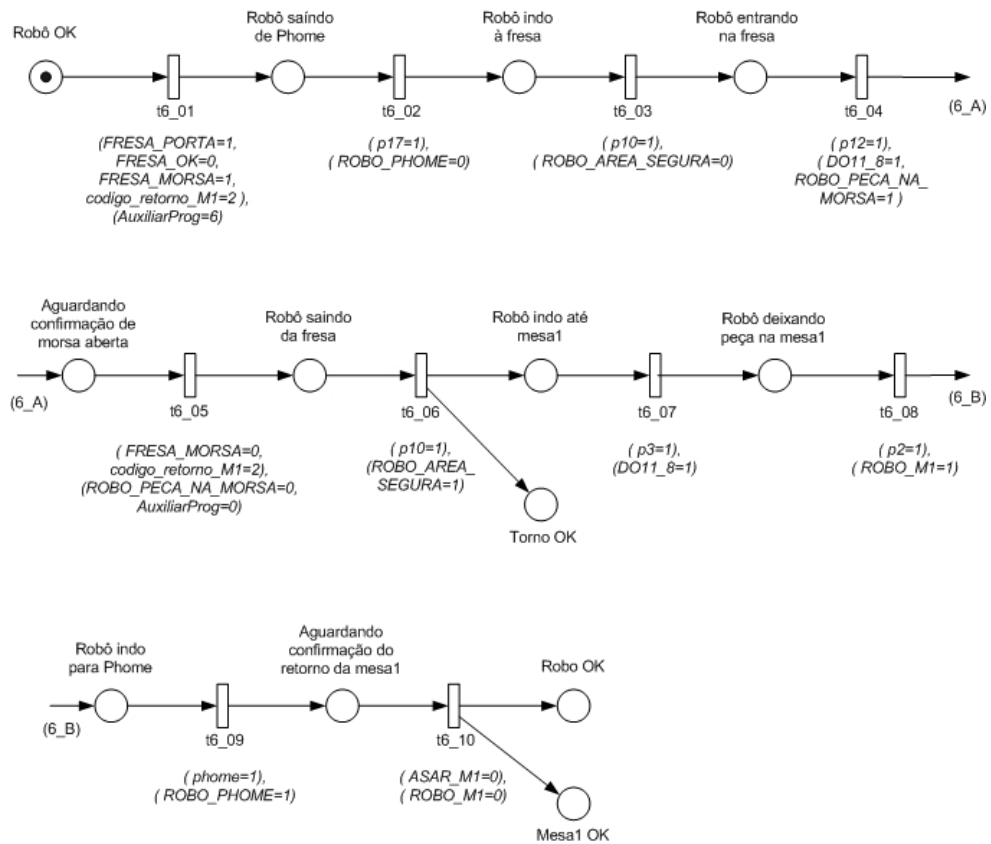 Robô OK
Robô saíndo
de Phome
Robô indo
à fresa
Robô entrando
na fresa
t6_01
t6_02
t6_03
t6_04
(6_A)
(FRESA_PORTA=1,
FRESA_OK=0,
FRESA_MORSA=1,
codigo_retorno_M1=2 ),
(AuxiliarProg=6)
( p17=1),
( ROBO_PHOME=0)
( p10=1),
( ROBO_AREA_SEGURA=0)
( p12=1),
( DO11_8=1,
ROBO_PECA_NA_
MORSA=1 )
Aguardando
confirmação de
morsa aberta
Robô saindo
da fresa
Robô indo até
mesa1
Robô deixando
peça na mesa1
(6_A)
t6_05
t6_06
t6_07
t6_08
(6_B)
( FRESA_MORSA=0,
codigo_retorno_M1=2),
(ROBO_PECA_NA_MORSA=0,
AuxiliarProg=0)
( p10=1),
(ROBO_AREA_
SEGURA=1)
( p3=1),
(DO11_8=1)
( p2=1),
( ROBO_M1=1)
Torno OK
Robô indo
para Phome
Aguardando
confirmação do
retorno da mesa1
Robo OK
(6_B)
t6_09
t6_10
( phome=1),
( ROBO_PHOME=1)
( ASAR_M1=0),
( ROBO_M1=0)
Mesa1 OK